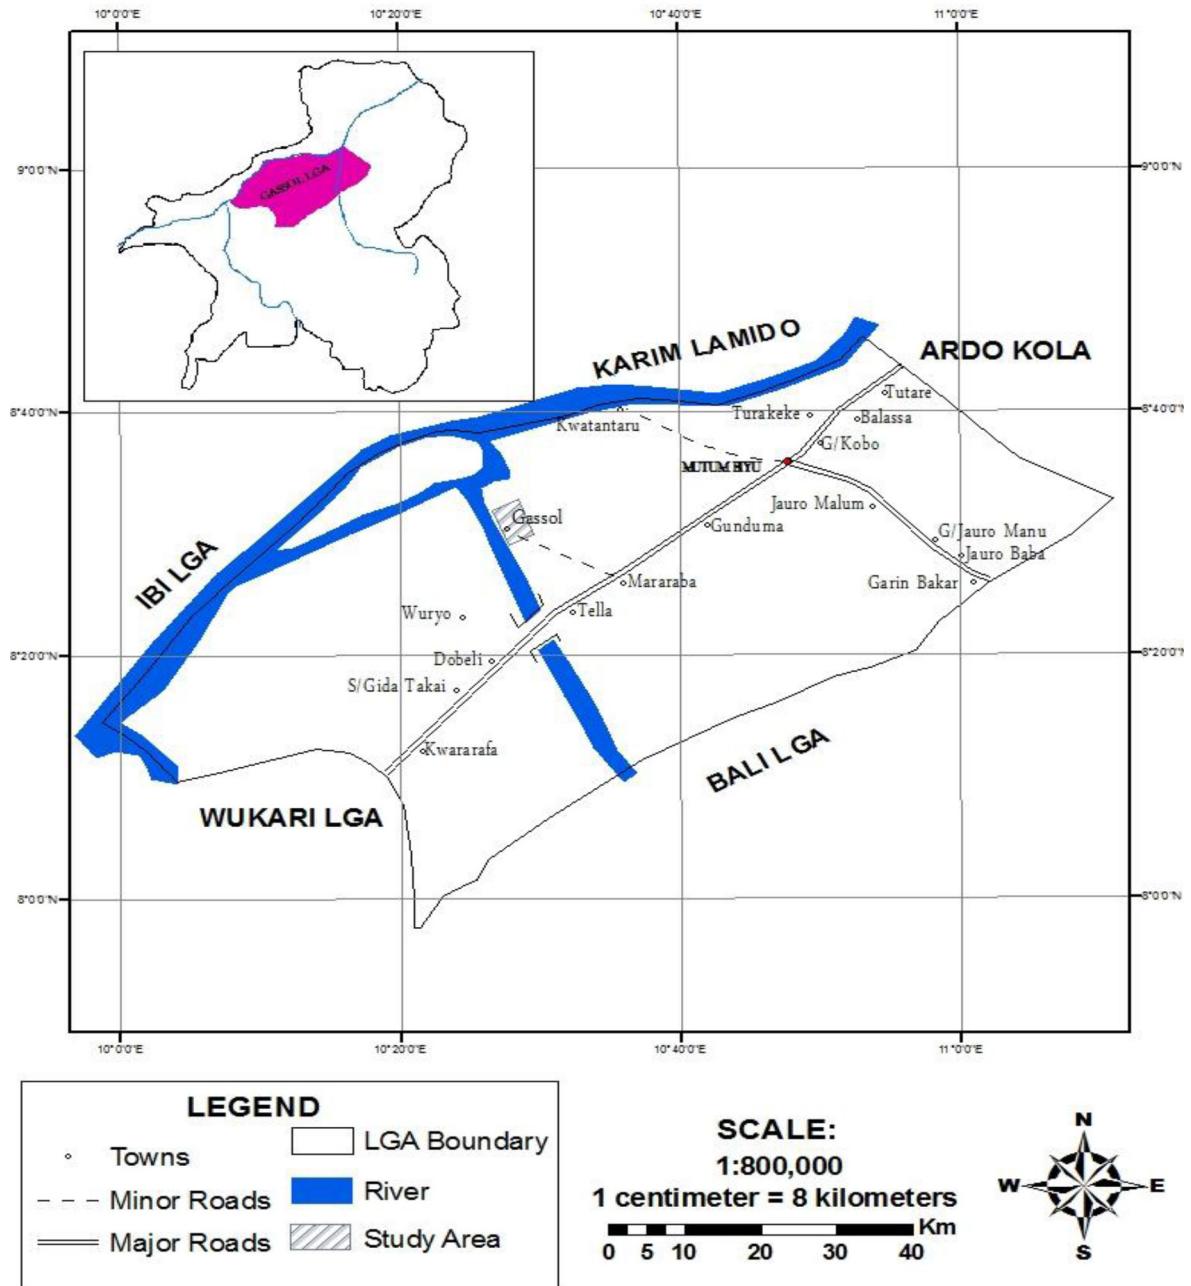 10°0'0"E 10°20'0"E 10°40'0"E 11°0'0"E
9°0'0"N 9°0'0"N
GASSOL LGA
KARIM LAMIDO
ARDO KOLA
8°40'0"N 8°40'0"N
Tutare
Turakeke
Balassa
Kwatantaru
G/Kobo
MUTUM BIYU
Jauro Malum
Gassol
Gunduma
G/Jauro Manu
Jauro Baba
IBI LGA
Mararaba
Garin Bakar
Wuryo
Tella
8°20'0"N 8°20'0"N
Dobeli
S/Gida Takai
Kwararafa
BALI LGA
WUKARI LGA
8°0'0"N 8°0'0"N
10°0'0"E 10°20'0"E 10°40'0"E 11°0'0"E
LEGEND
Towns
Minor Roads
Major Roads
LGA Boundary
River
Study Area
SCALE:
1:800,000
1 centimeter = 8 kilometers
Km
0 5 10 20 30 40
N
W E
S